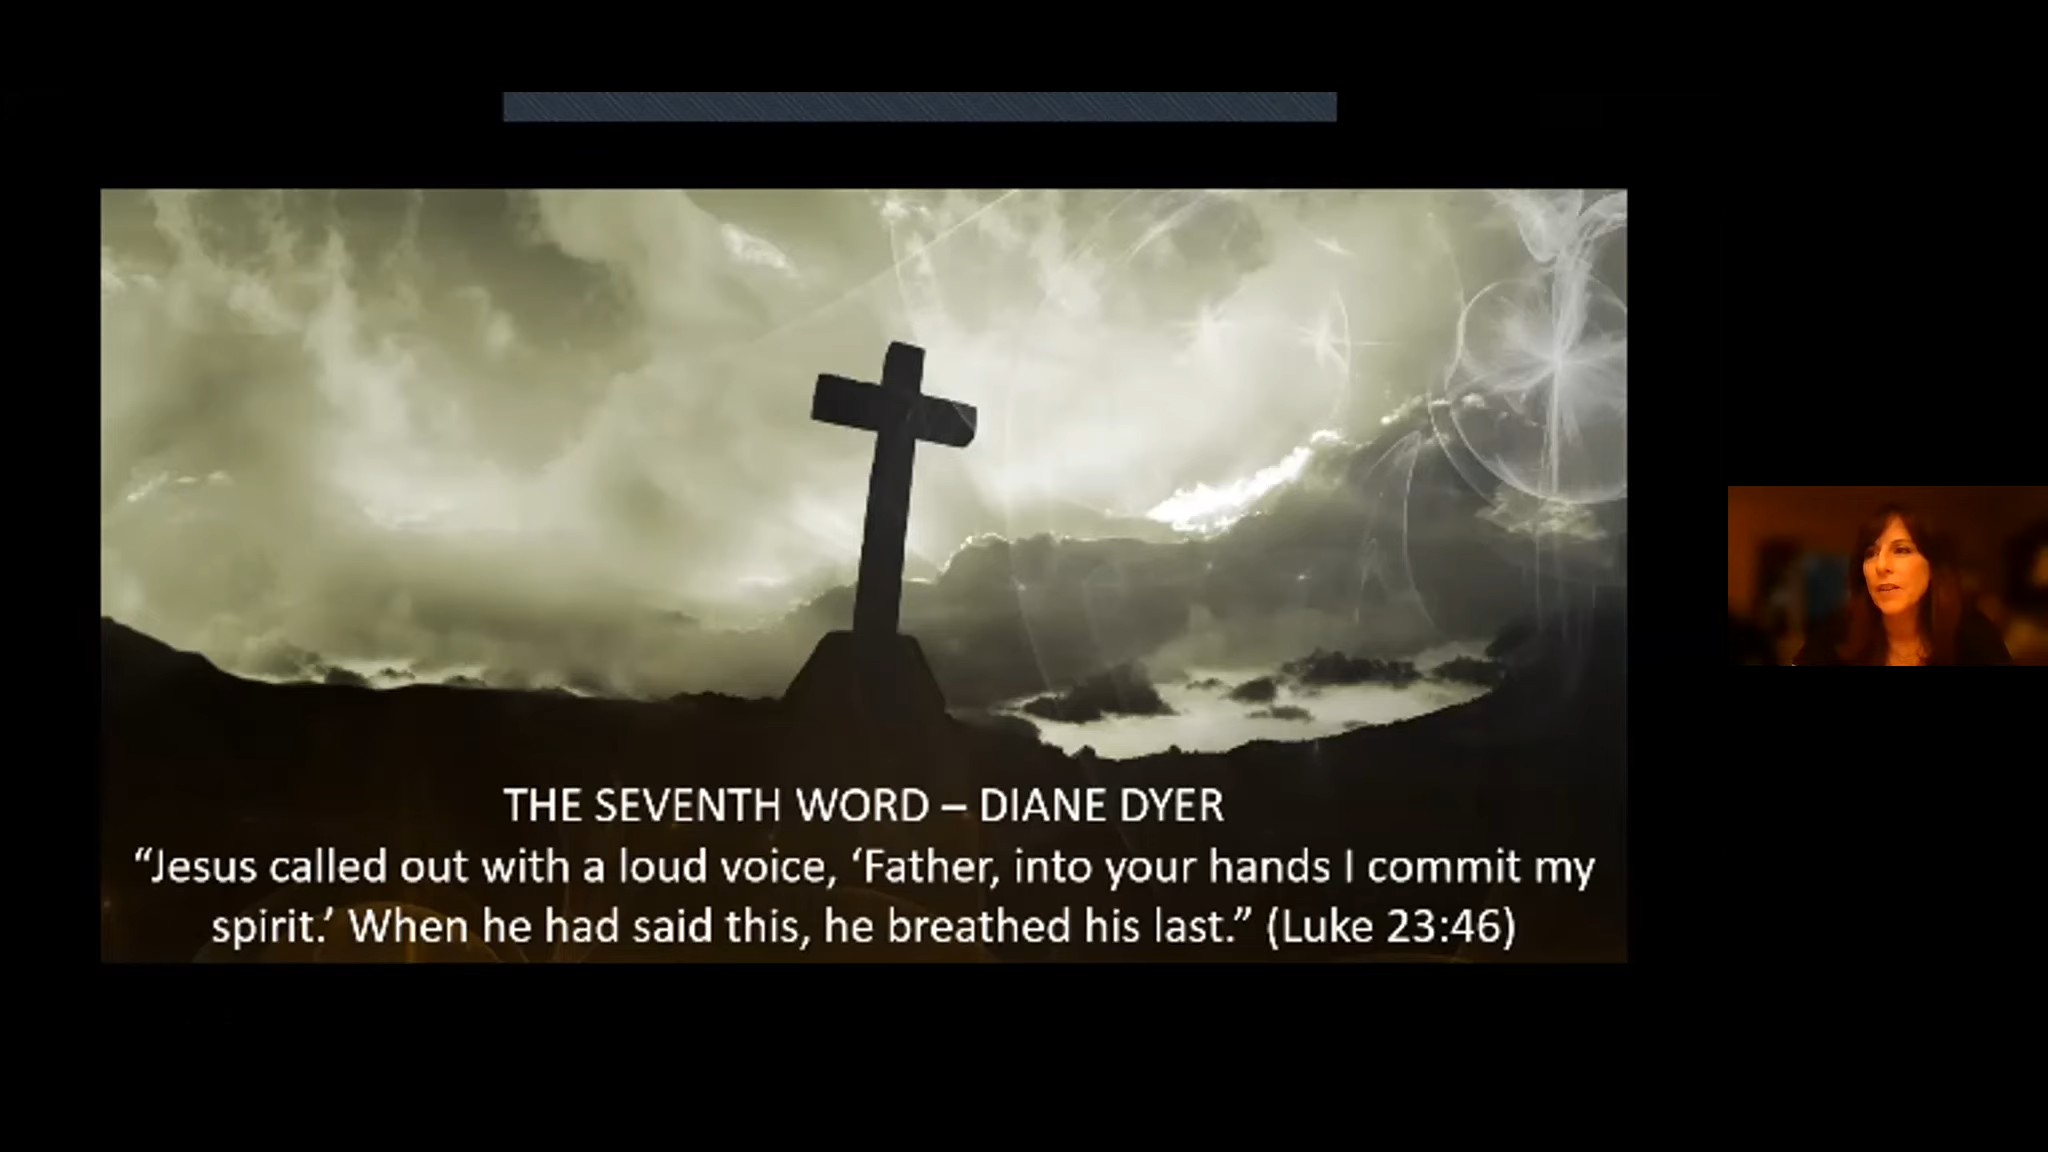 THE SEVENTH WORD – DIANE DYER
“Jesus called out with a loud voice, ‘Father, into your hands I commit my
spirit.’ When he had said this, he breathed his last.” (Luke 23:46)